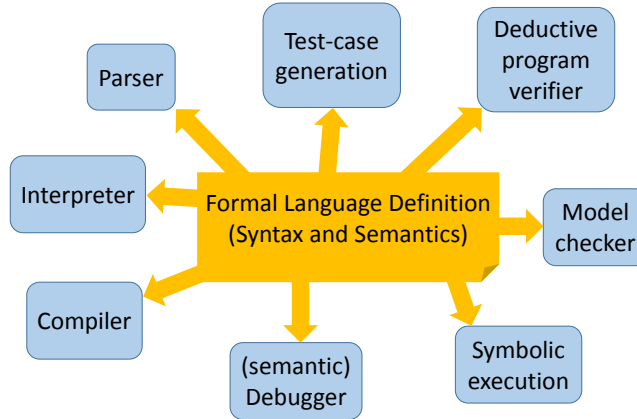 Test-case
generation
Deductive
program
verifier
Parser
Interpreter
Formal Language Definition
(Syntax and Semantics)
Model
checker
Compiler
(semantic)
Debugger
Symbolic
execution